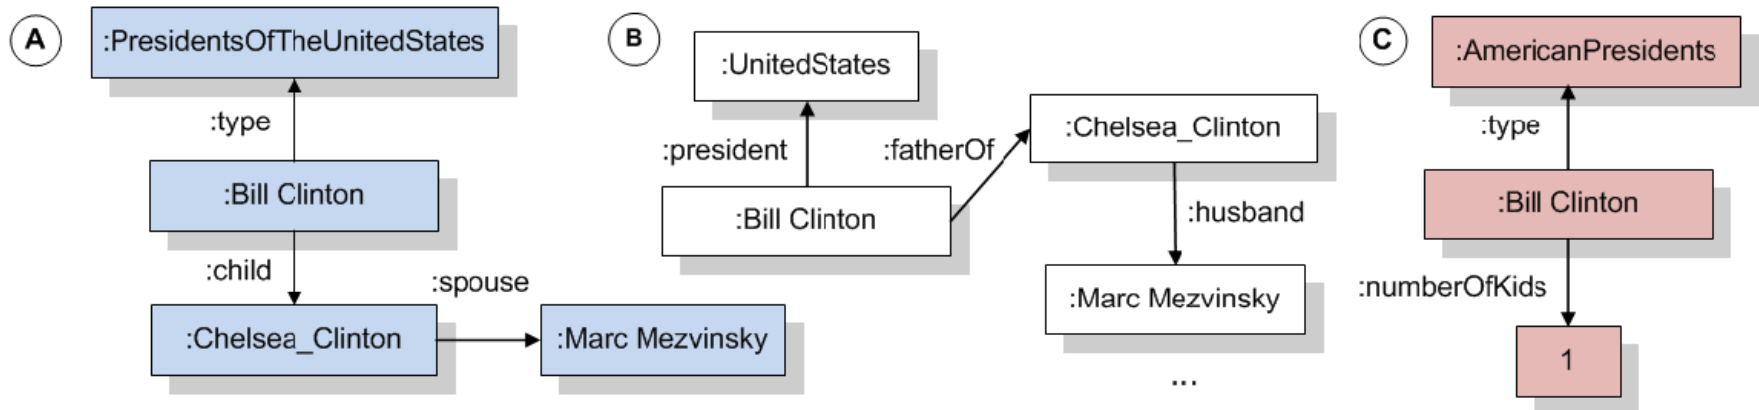 A
:PresidentsOfTheUnitedStates
:type
:Bill Clinton
:child
:spouse
:Chelsea_Clinton
:Marc Mezvinsky
B
:UnitedStates
:president
:fatherOf
:Chelsea_Clinton
:Bill Clinton
:husband
:Marc Mezvinsky
...
C
:AmericanPresidents
:type
:Bill Clinton
:numberOfKids
1